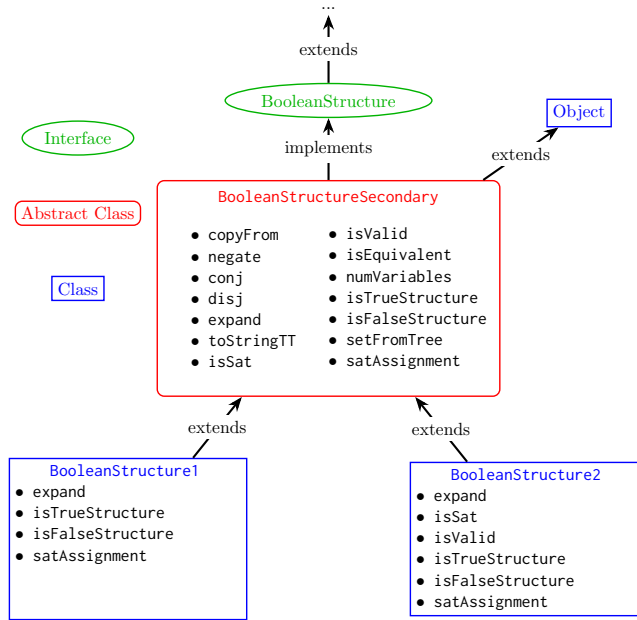 ...
extends
BooleanStructure
Object
Interface
implements
extends
BooleanStructureSecondary
Abstract Class
• copyFrom
• negate
• conj
• disj
• expand
• toStringTT
• isSat
• isValid
• isEquivalent
• numVariables
• isTrueStructure
• isFalseStructure
• setFromTree
• satAssignment
Class
extends
extends
BooleanStructure1
• expand
• isTrueStructure
• isFalseStructure
• satAssignment
BooleanStructure2
• expand
• isSat
• isValid
• isTrueStructure
• isFalseStructure
• satAssignment